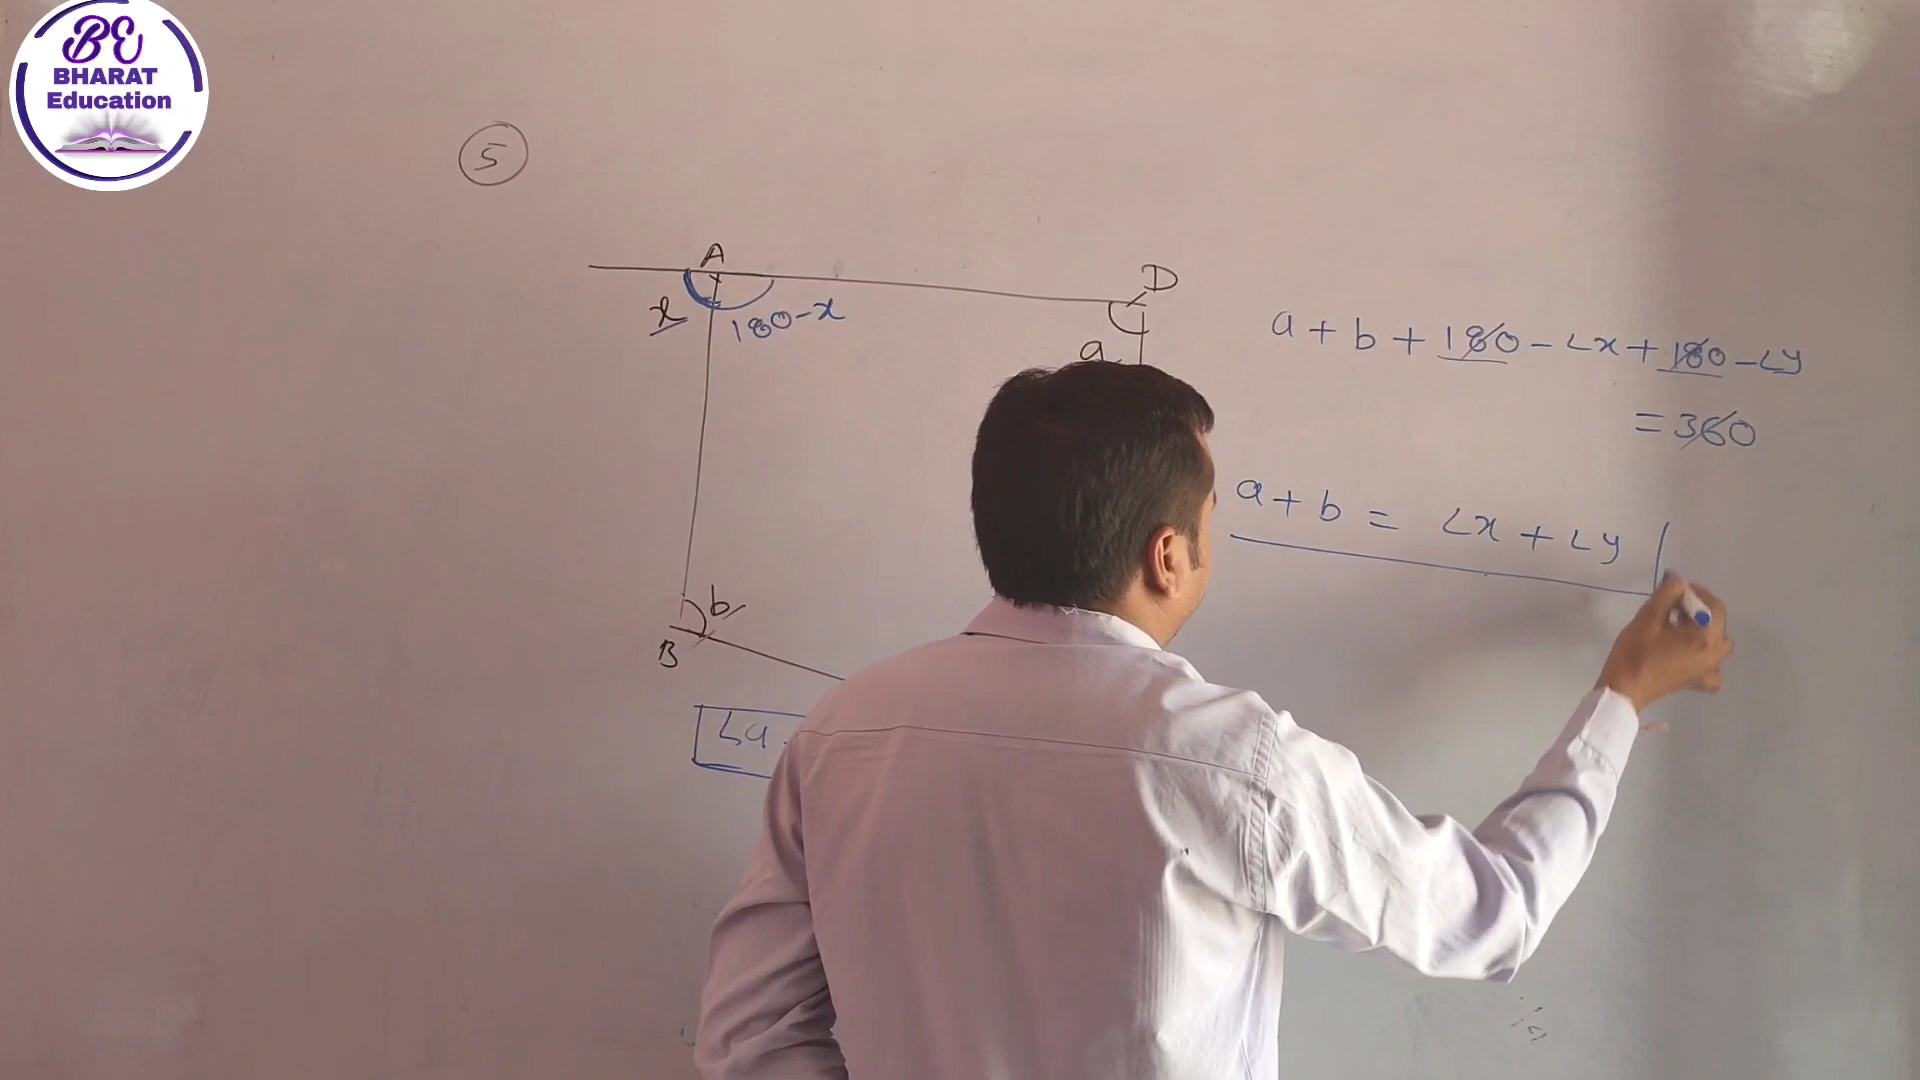 BE
BHARAT
Education
5
A
D
x
180-x
a
b
B
∠a
a + b + 180 - ∠x + 180 - ∠y
= 360
a + b = ∠x + ∠y